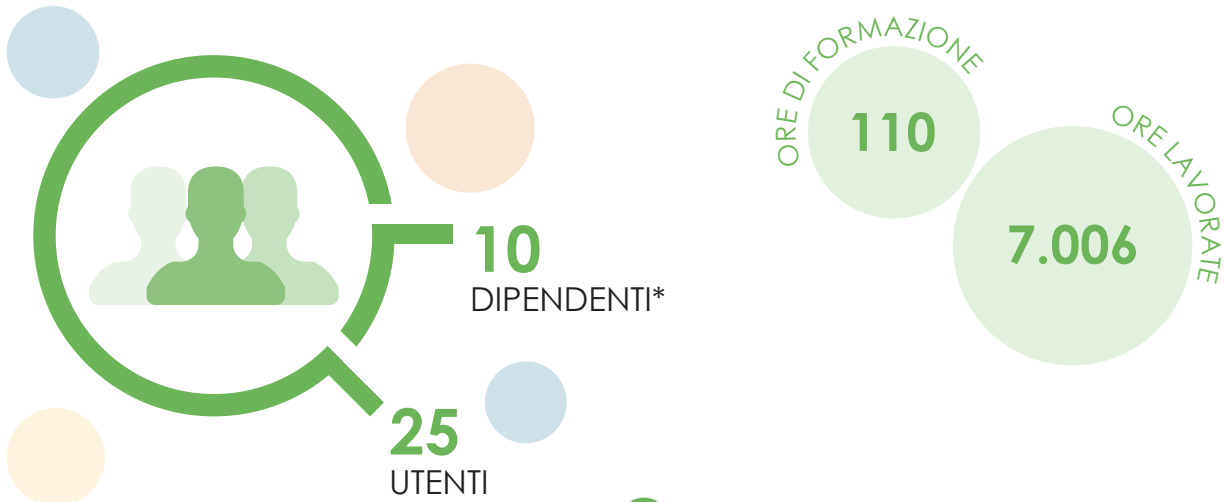 10
DIPENDENTI*
25
UTENTI
ORE DI FORMAZIONE
110
ORE LAVORATE
7.006